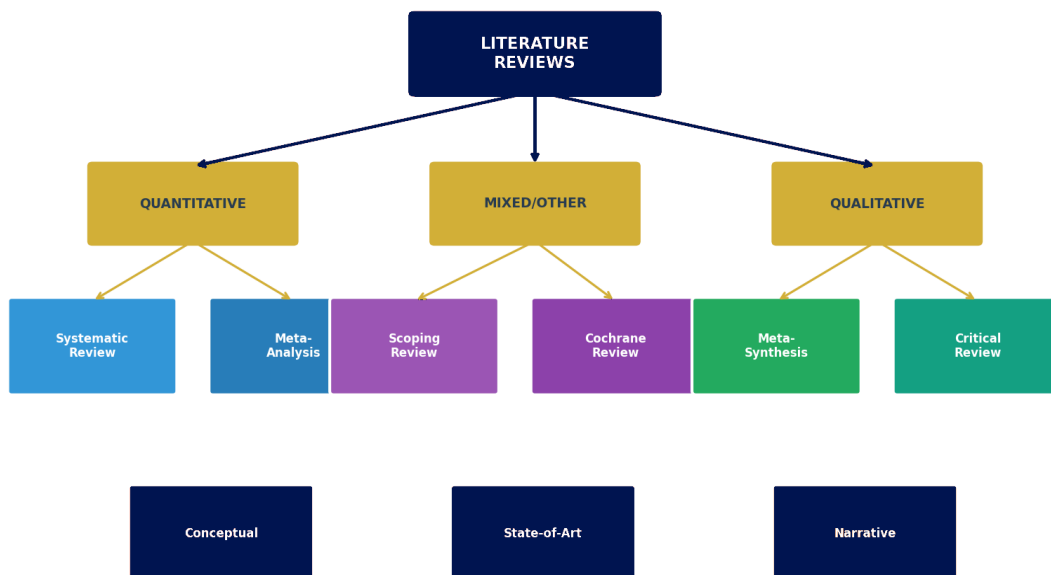 LITERATURE
REVIEWS
QUANTITATIVE
MIXED/OTHER
QUALITATIVE
Systematic
Review
Meta-
Analysis
Scoping
Review
Cochrane
Review
Meta-
Synthesis
Critical
Review
Conceptual
State-of-Art
Narrative